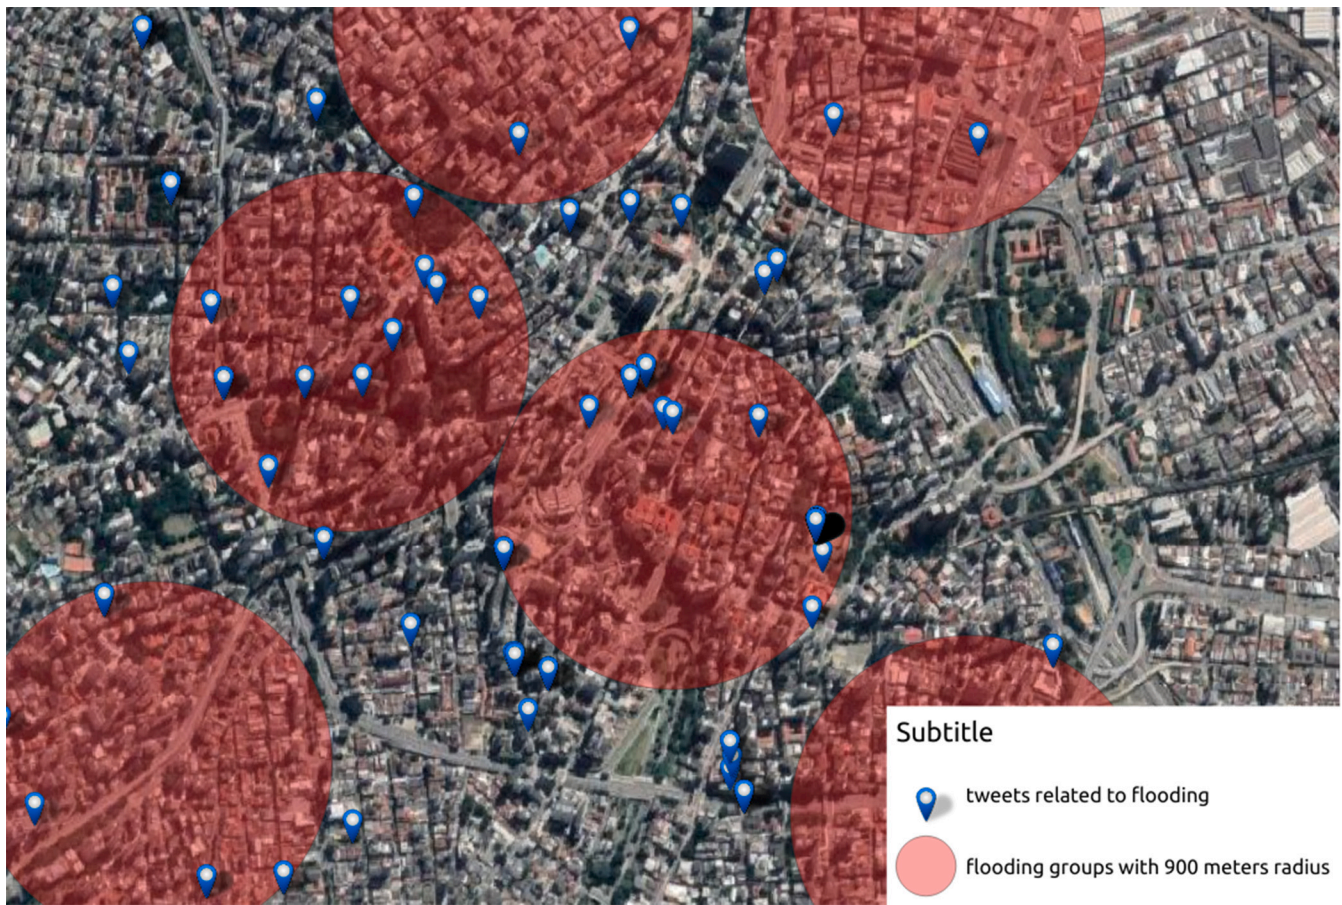 Subtitle
tweets related to flooding
flooding groups with 900 meters radius